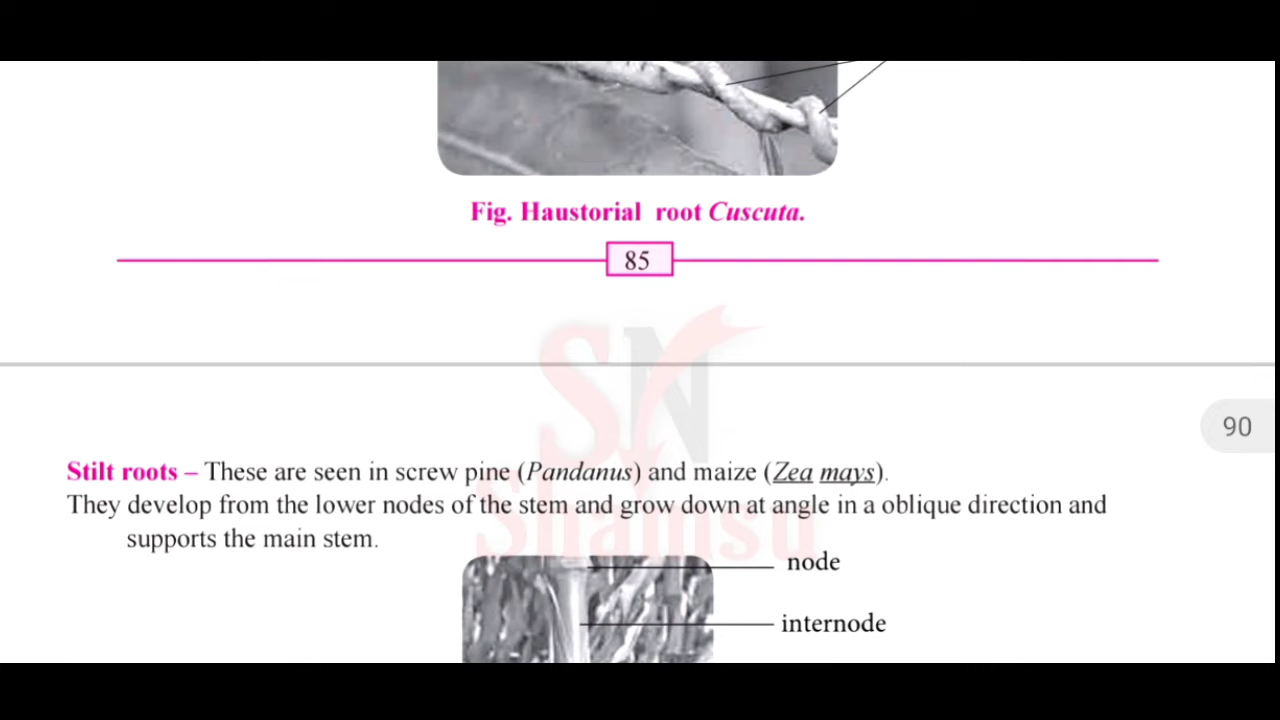 Fig. Haustorial root Cuscuta.
85
SN
Shamsu
90
Stilt roots – These are seen in screw pine (Pandanus) and maize (Zea mays).
They develop from the lower nodes of the stem and grow down at angle in a oblique direction and
supports the main stem.
node
internode